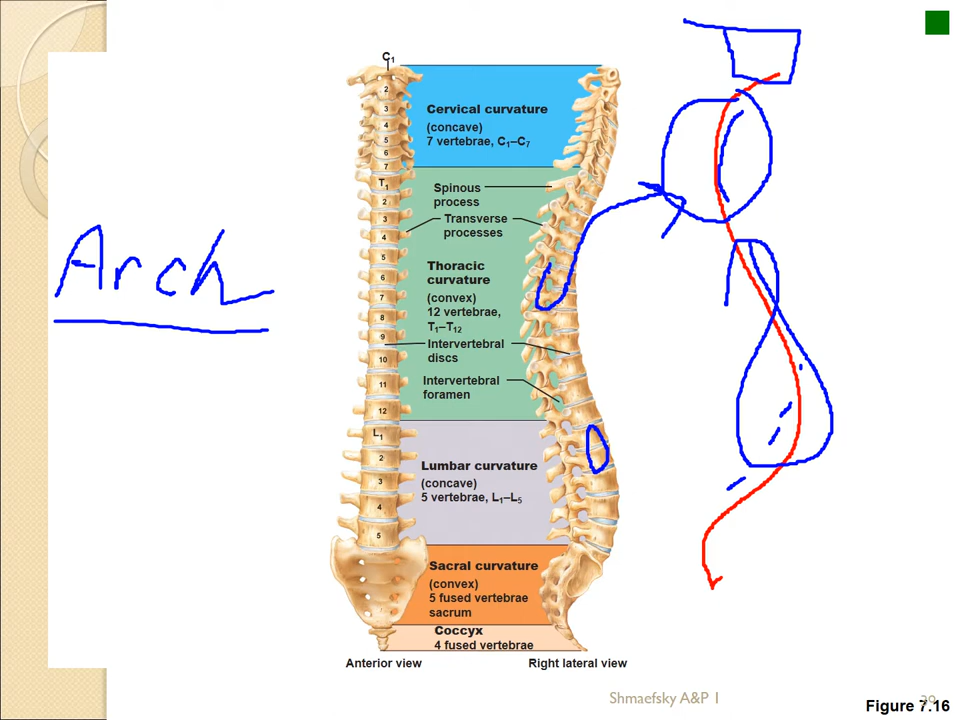 C1
2
3
4
5
6
7
T1
2
3
4
5
6
7
8
9
10
11
12
L1
2
3
4
5
Cervical curvature
(concave)
7 vertebrae, C1–C7
Spinous
process
Transverse
processes
Thoracic
curvature
(convex)
12 vertebrae,
T1–T12
Intervertebral
discs
Intervertebral
foramen
Lumbar curvature
(concave)
5 vertebrae, L1–L5
Sacral curvature
(convex)
5 fused vertebrae
sacrum
Coccyx
4 fused vertebrae
Anterior view
Right lateral view
Arch
Shmaefsky A&P 1
Figure 7.16